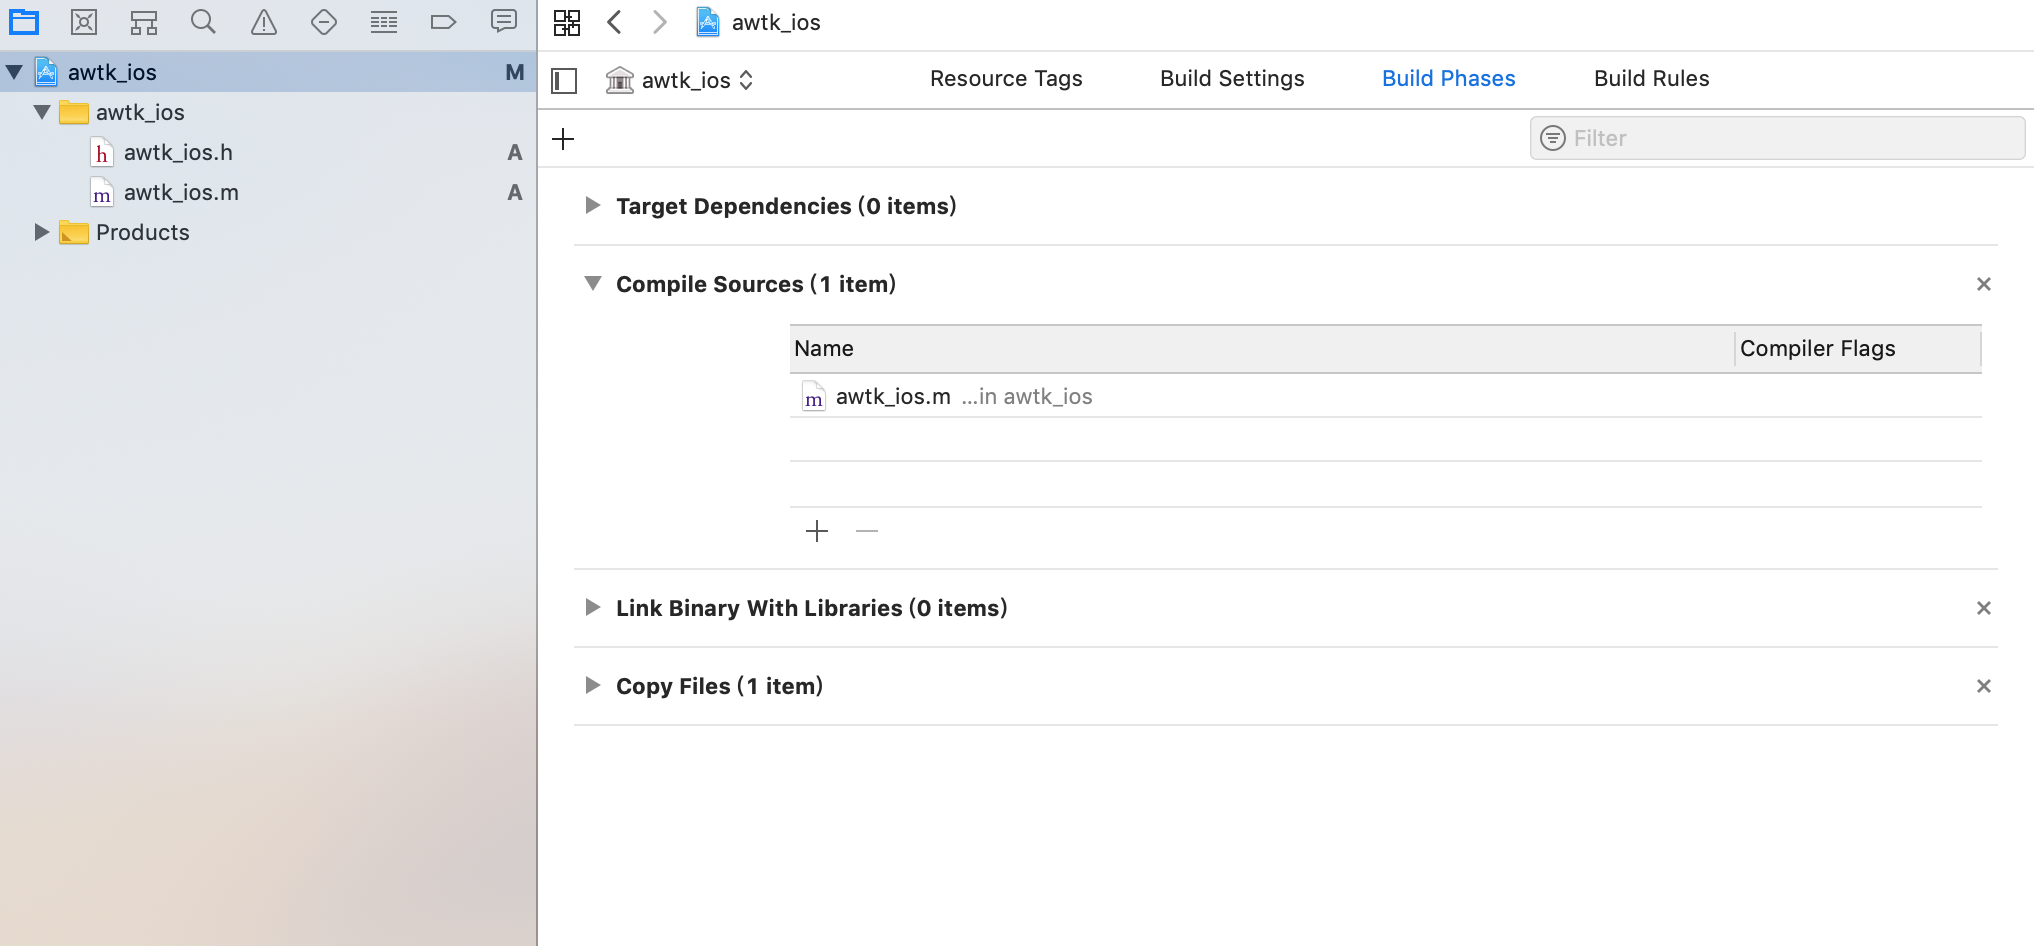 awtk_ios M
awtk_ios
h awtk_ios.h A
m awtk_ios.m A
Products
awtk_ios
awtk_ios Resource Tags Build Settings Build Phases Build Rules
Filter
Target Dependencies (0 items)
Compile Sources (1 item)
Name Compiler Flags
m awtk_ios.m ...in awtk_ios
Link Binary With Libraries (0 items)
Copy Files (1 item)